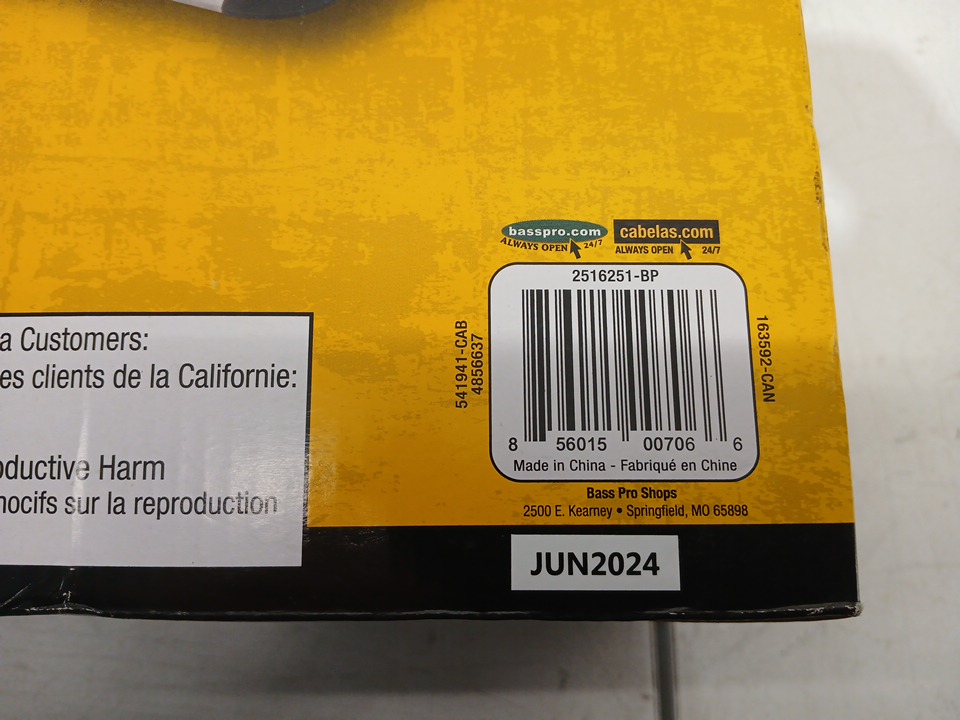 basspro.com
ALWAYS OPEN 24/7
cabelas.com
ALWAYS OPEN 24/7
2516251-BP
541941-CAB
4856637
163592-CAN
8 56015 00706 6
Made in China - Fabriqué en Chine
Bass Pro Shops
2500 E. Kearney • Springfield, MO 65898
JUN2024
a Customers:
es clients de la Californie:
oductive Harm
nocifs sur la reproduction